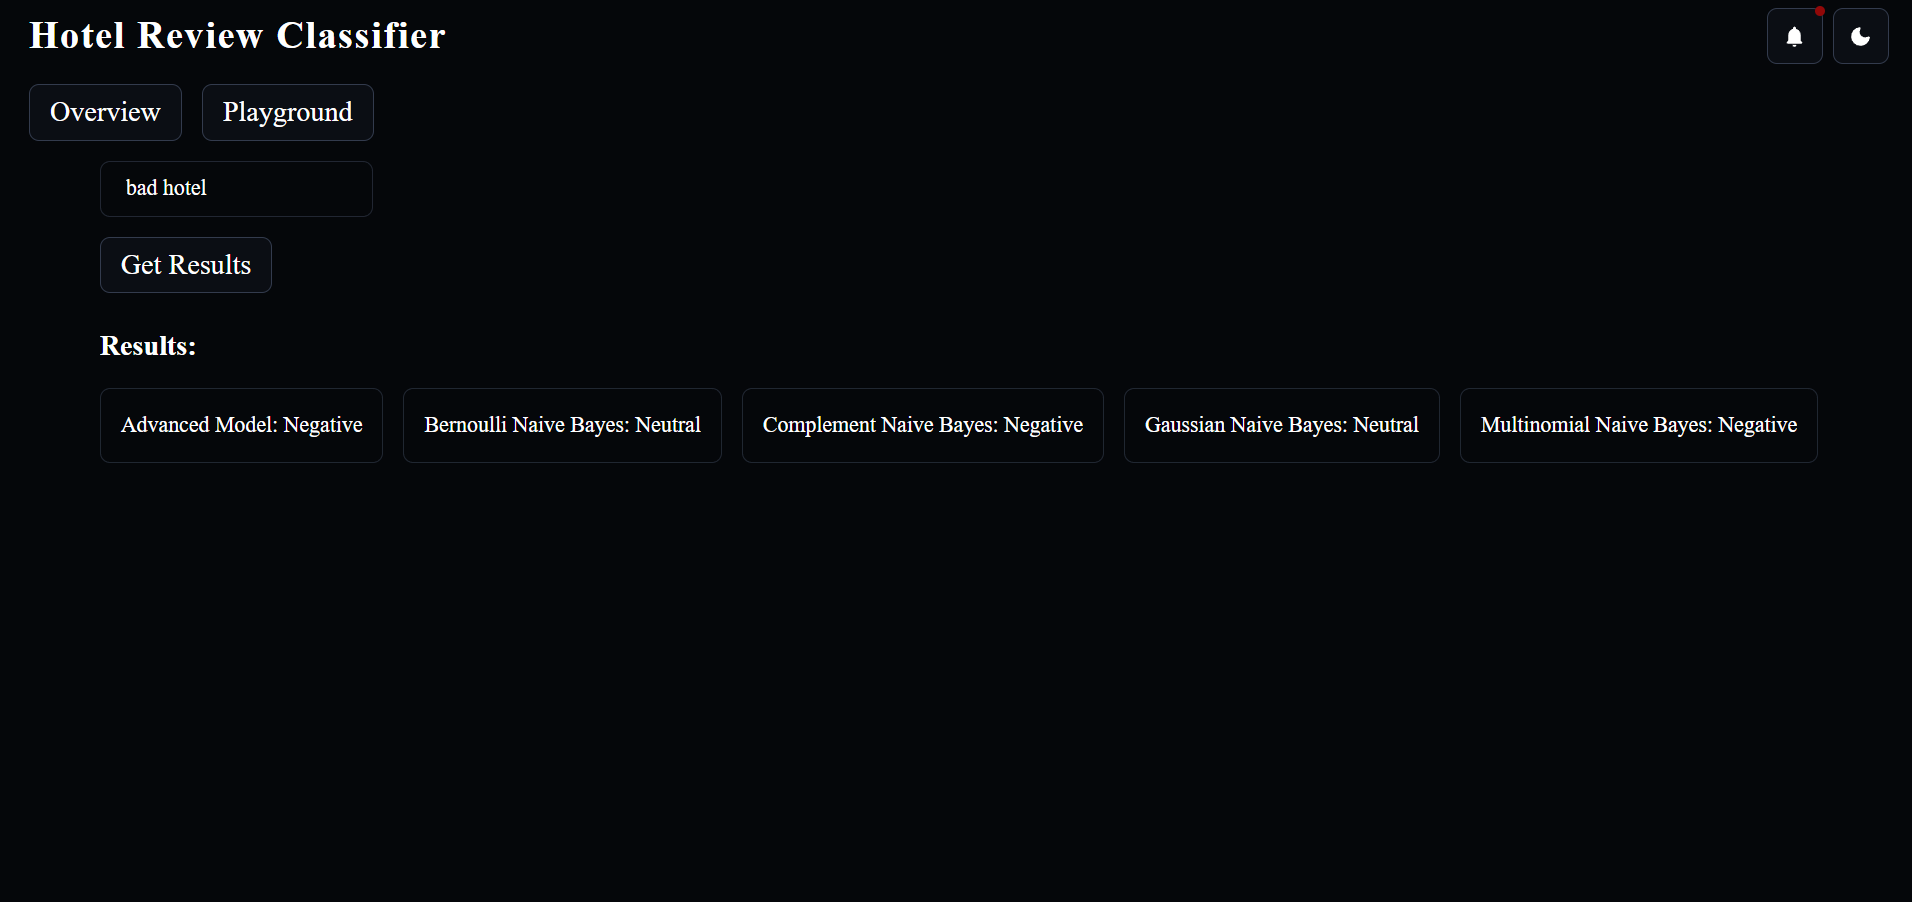 Hotel Review Classifier
Overview
Playground
bad hotel
Get Results
Results:
Advanced Model: Negative
Bernoulli Naive Bayes: Neutral
Complement Naive Bayes: Negative
Gaussian Naive Bayes: Neutral
Multinomial Naive Bayes: Negative